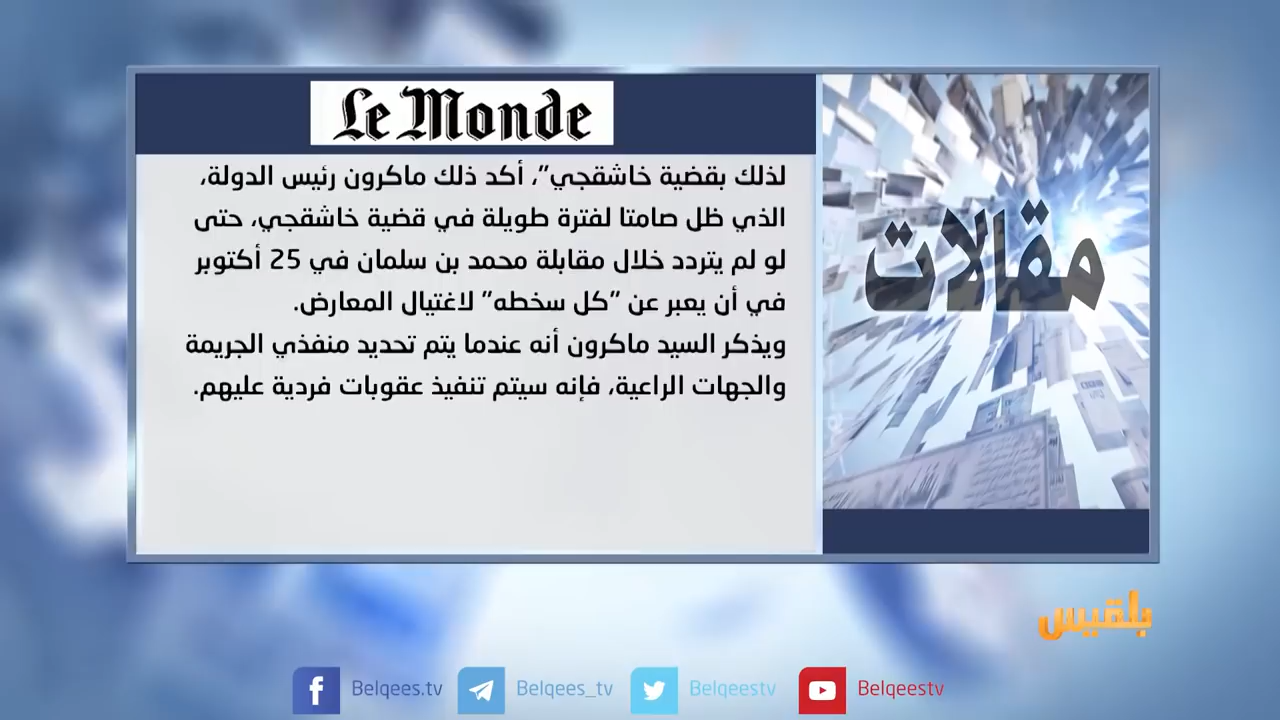 Le Monde
لذلك بقضية خاشقجي"، أكد ذلك ماكرون رئيس الدولة،
الذي ظل صامتا لفترة طويلة في قضية خاشقجي، حتى
لو لم يتردد خلال مقابلة محمد بن سلمان في 25 أكتوبر
في أن يعبر عن "كل سخطه" لاغتيال المعارض.
ويذكر السيد ماكرون أنه عندما يتم تحديد منفذي الجريمة
والجهات الراعية، فإنه سيتم تنفيذ عقوبات فردية عليهم.
مقالات
بلقيس
Belqees.tv
Belqees_tv
Belqeestv
Belqeestv